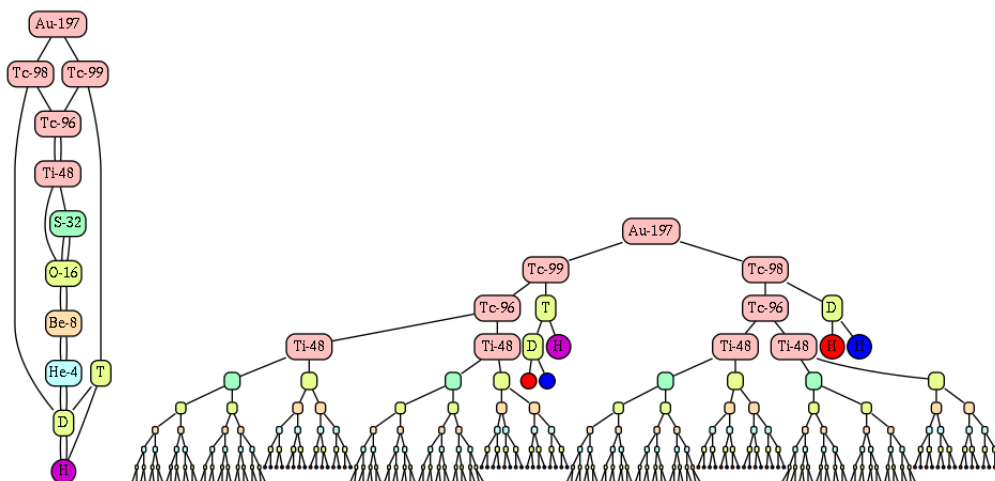 Au-197
Tc-98 Tc-99
Tc-96
Ti-48
S-32
O-16
Be-8
He-4 T
D
H
Au-197
Tc-99 Tc-98
Tc-96 T Tc-96 D
Ti-48 Ti-48 D H Ti-48 Ti-48 H H